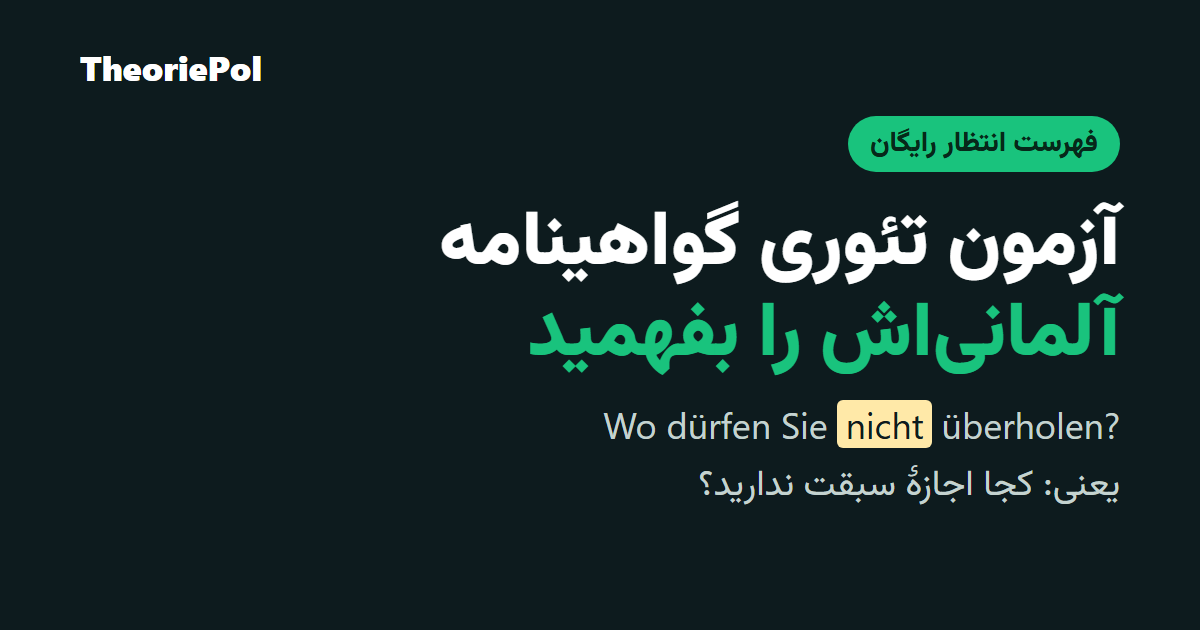 TheoriePol
فهرست انتظار رایگان
آزمون تئوری گواهینامه
آلمانی‌اش را بفهمید
Wo dürfen Sie nicht überholen?
یعنی: کجا اجازهٔ سبقت ندارید؟